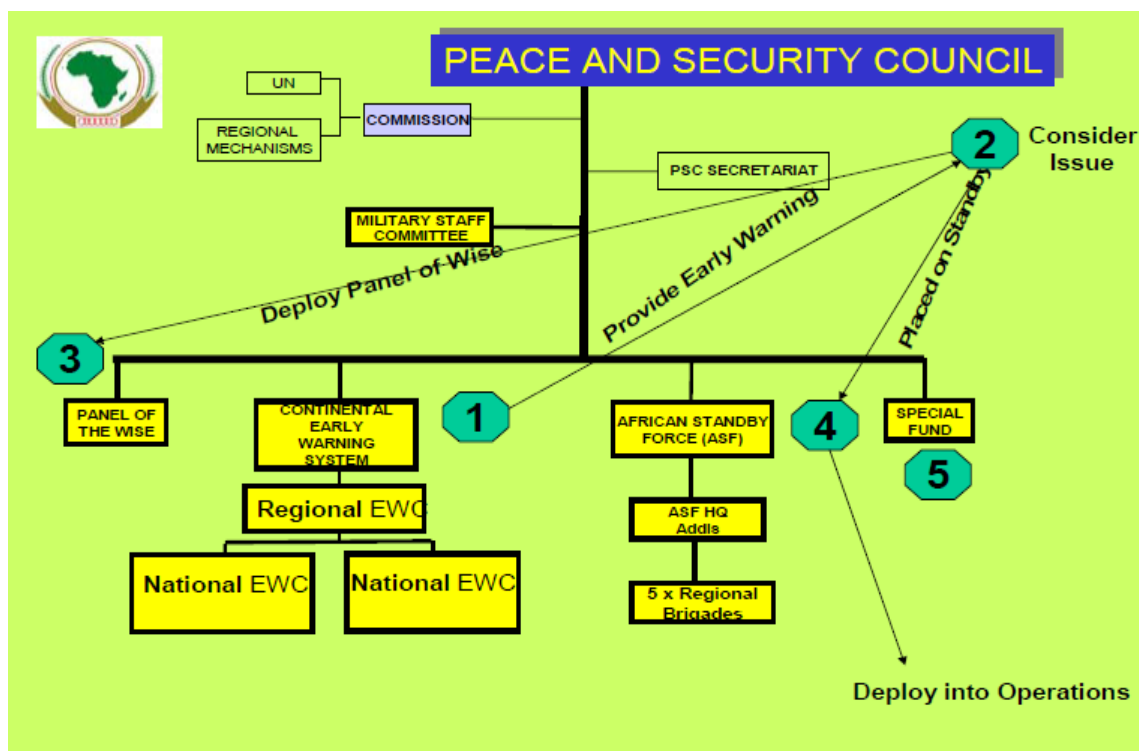 PEACE AND SECURITY COUNCIL
UN
COMMISSION
REGIONAL
MECHANISMS
2
Consider
Issue
PSC SECRETARIAT
MILITARY STAFF
COMMITTEE
Deploy Panel of Wise
Provide Early Warning
Placed on Standby
3
1
4
PANEL OF
THE WISE
CONTINENTAL
EARLY
WARNING
SYSTEM
AFRICAN STANDBY
FORCE (ASF)
SPECIAL
FUND
5
Regional EWC
ASF HQ
Addis
National EWC
National EWC
5 x Regional
Brigades
Deploy into Operations